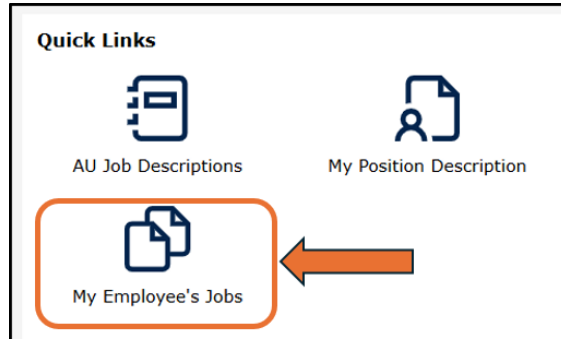 Quick Links
AU Job Descriptions
My Position Description
My Employee's Jobs